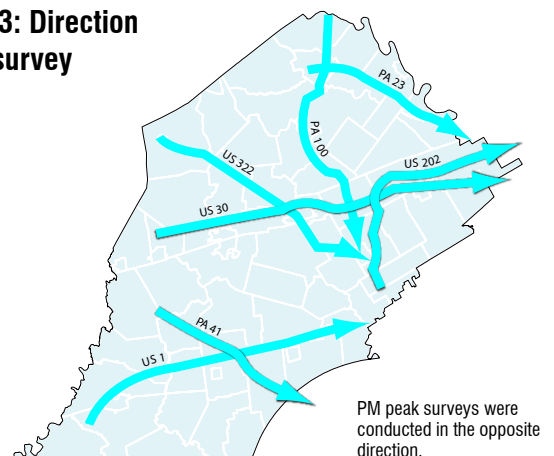 3: Direction
survey
PA 23
PA 100
US 322
US 202
US 30
PA 41
US 1
PM peak surveys were
conducted in the opposite
direction.